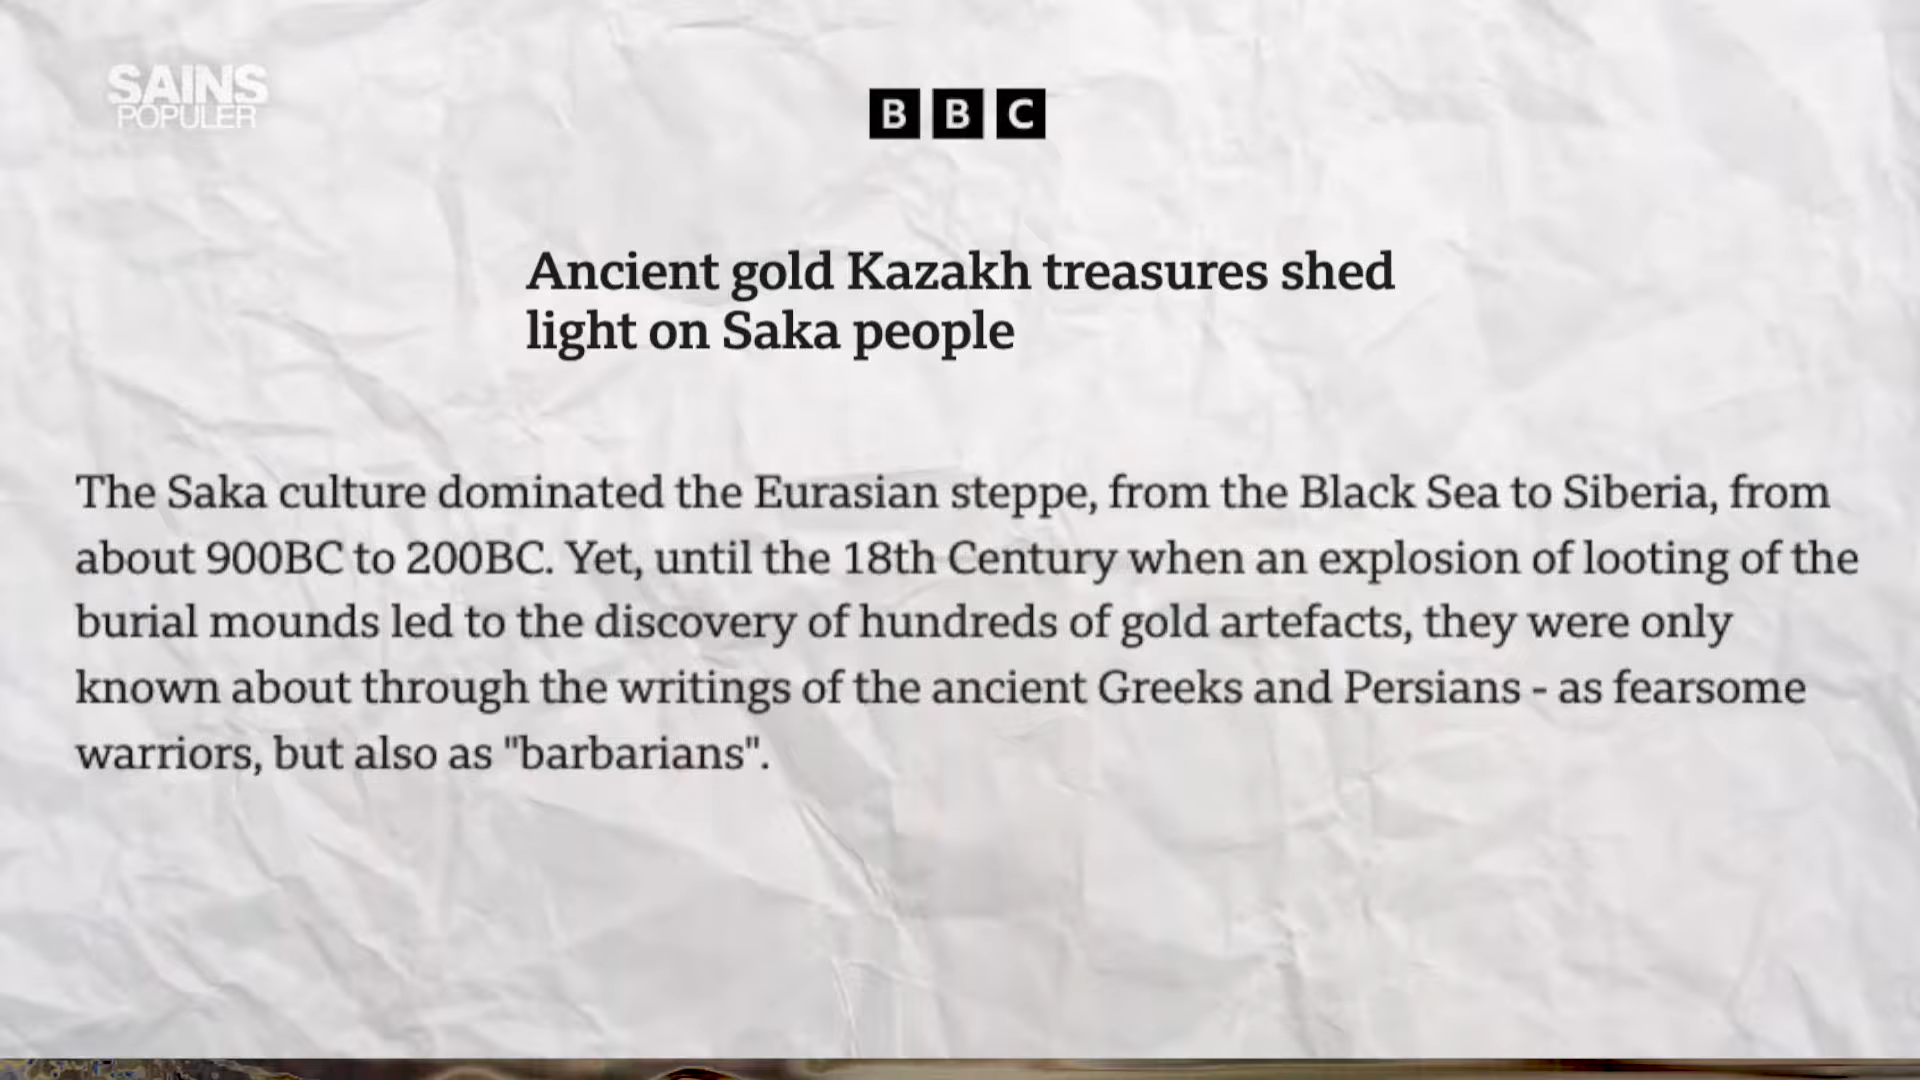 SAINS
POPULER
BBC
Ancient gold Kazakh treasures shed
light on Saka people
The Saka culture dominated the Eurasian steppe, from the Black Sea to Siberia, from
about 900BC to 200BC. Yet, until the 18th Century when an explosion of looting of the
burial mounds led to the discovery of hundreds of gold artefacts, they were only
known about through the writings of the ancient Greeks and Persians - as fearsome
warriors, but also as "barbarians".